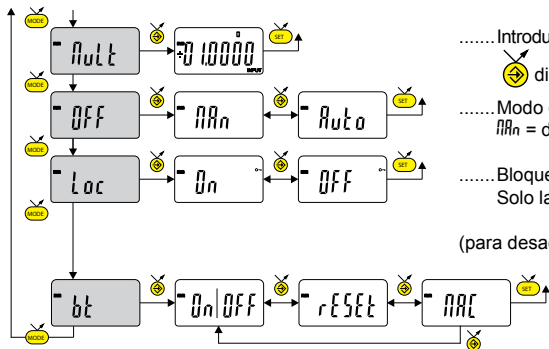 MODE
Mult
÷01.0000
INPUT
SET
.......Introdu
di
MODE
OFF
MAn
Auto
SET
.......Modo
MAn = d
MODE
Loc
On
OFF
SET
.......Bloque
Solo la
MODE
(para desa
bt
On|OFF
rESEt
MAC
SET
MODE